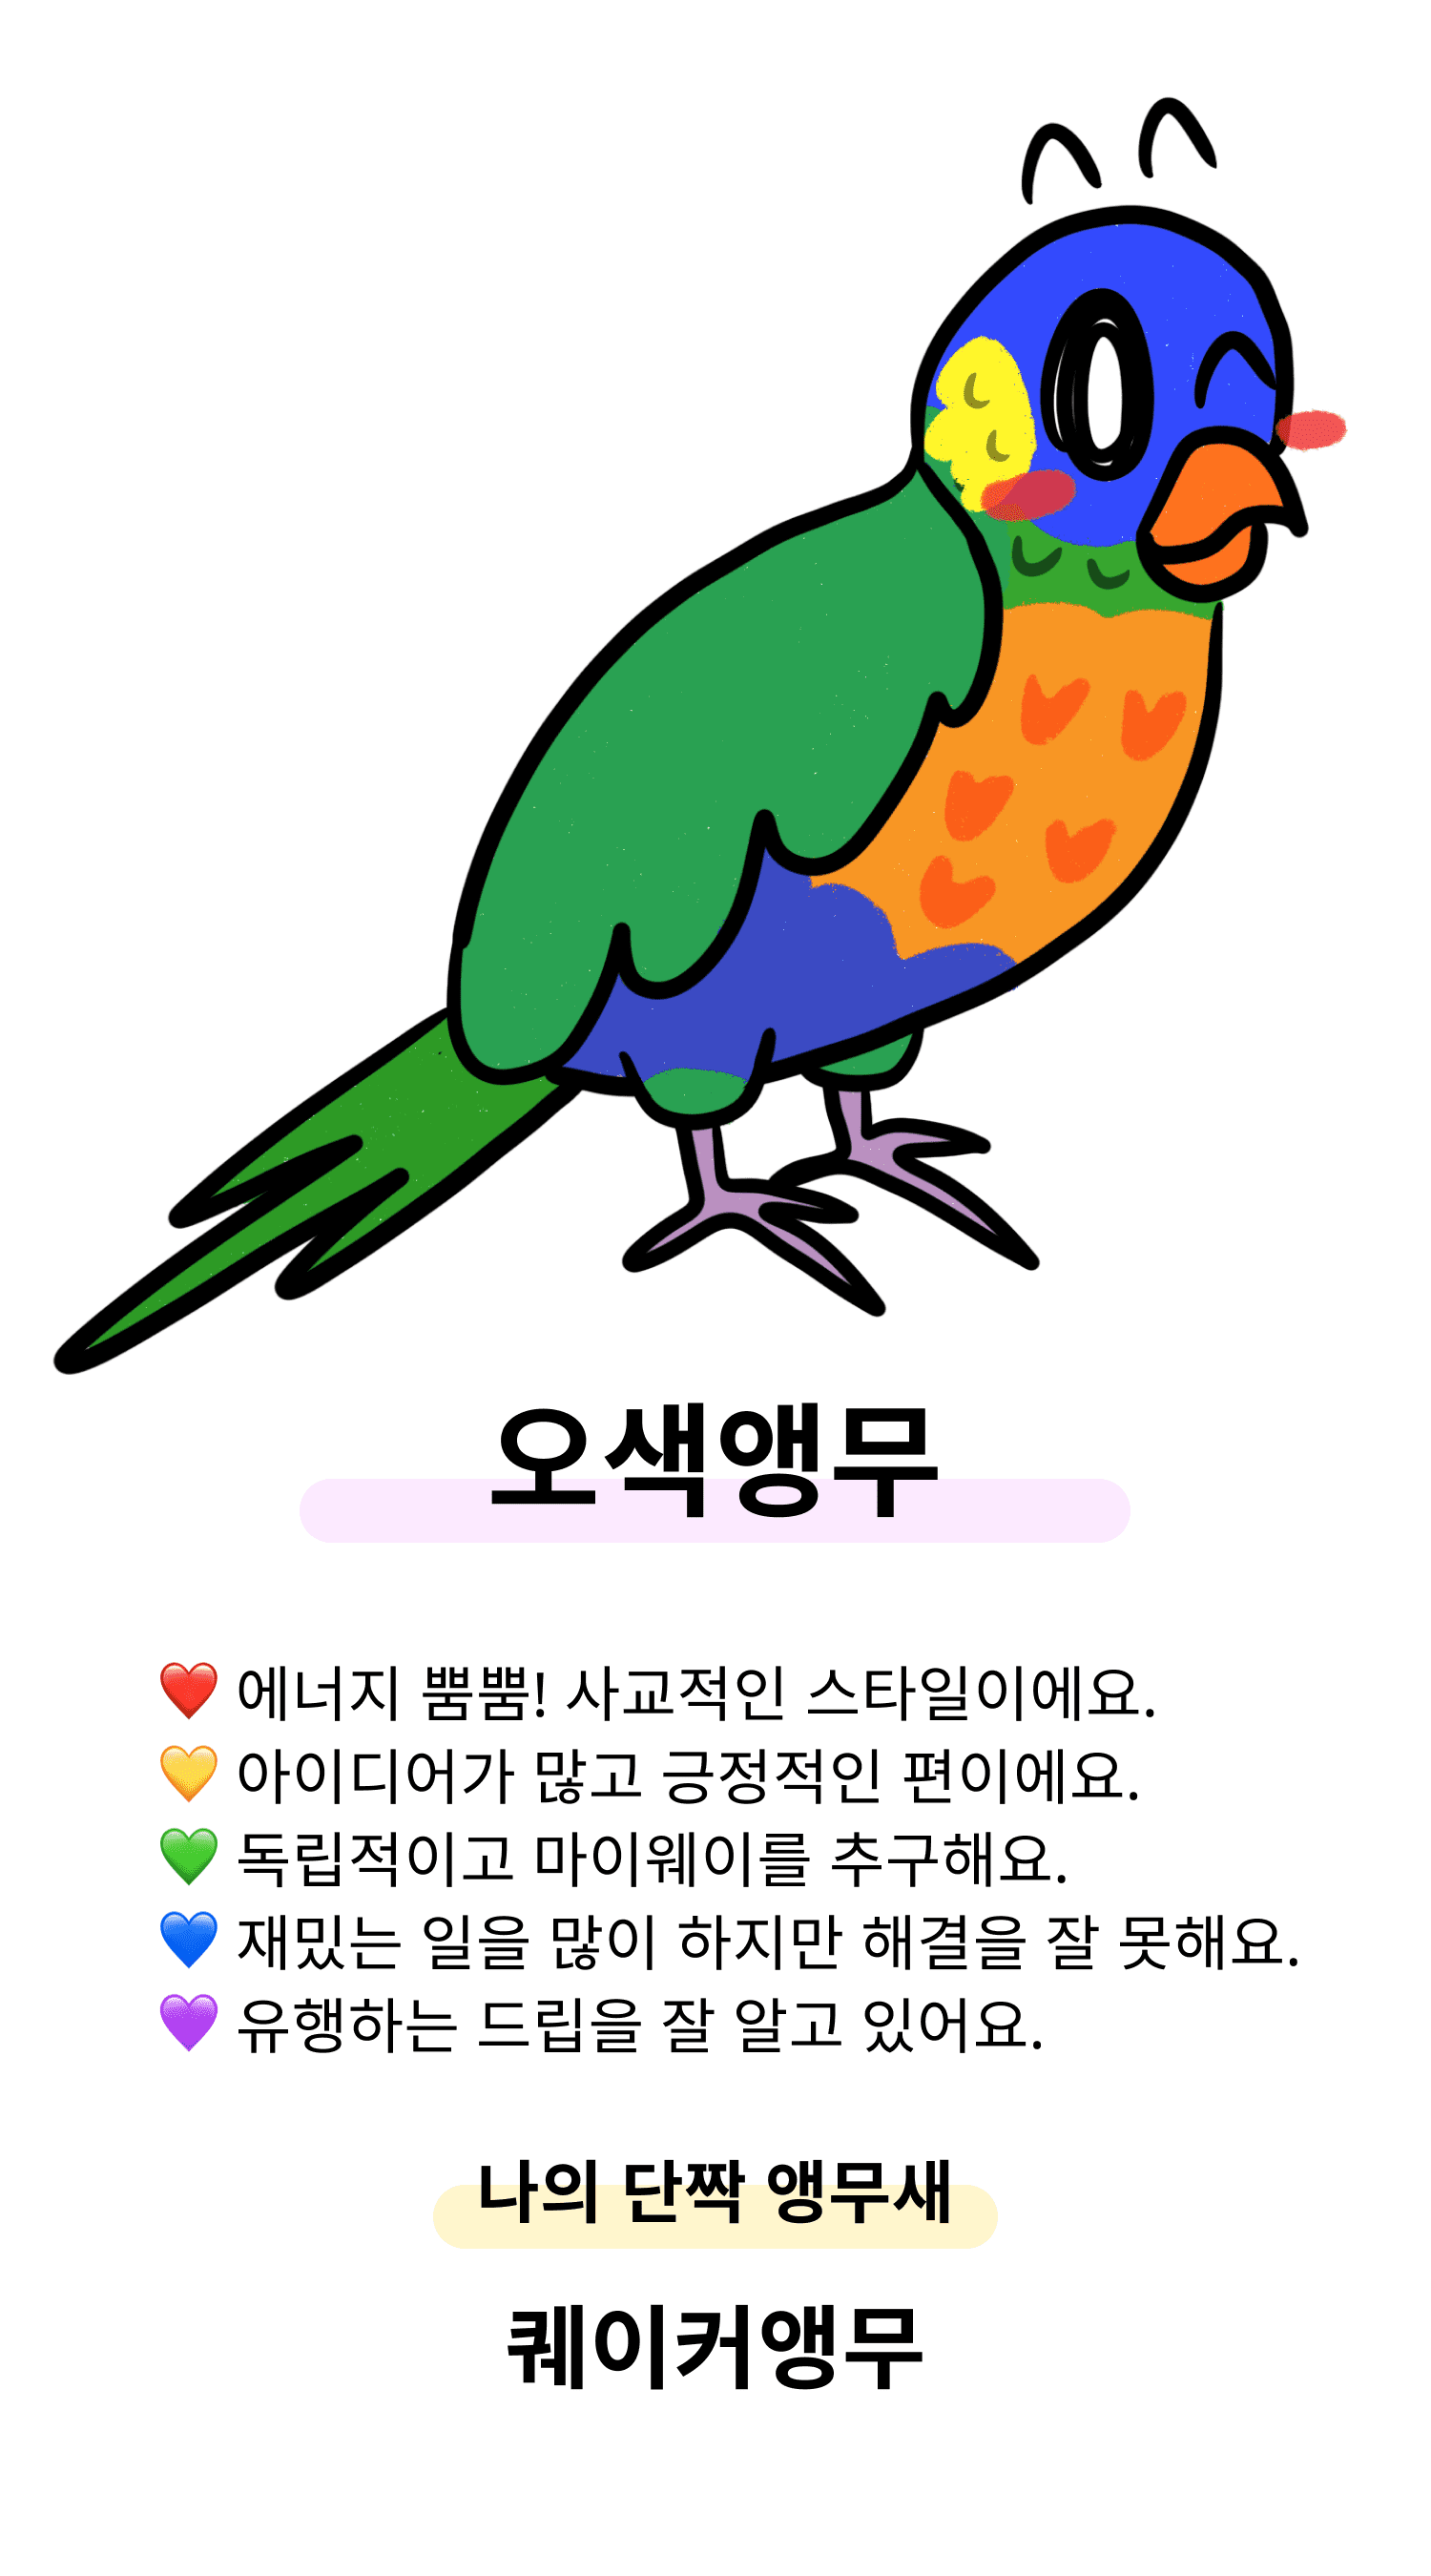 오색앵무
❤️ 에너지 뿜뿜! 사교적인 스타일이에요.
💛 아이디어가 많고 긍정적인 편이에요.
💚 독립적이고 마이웨이를 추구해요.
💙 재밌는 일을 많이 하지만 해결을 잘 못해요.
💜 유행하는 드립을 잘 알고 있어요.
나의 단짝 앵무새
퀘이커앵무